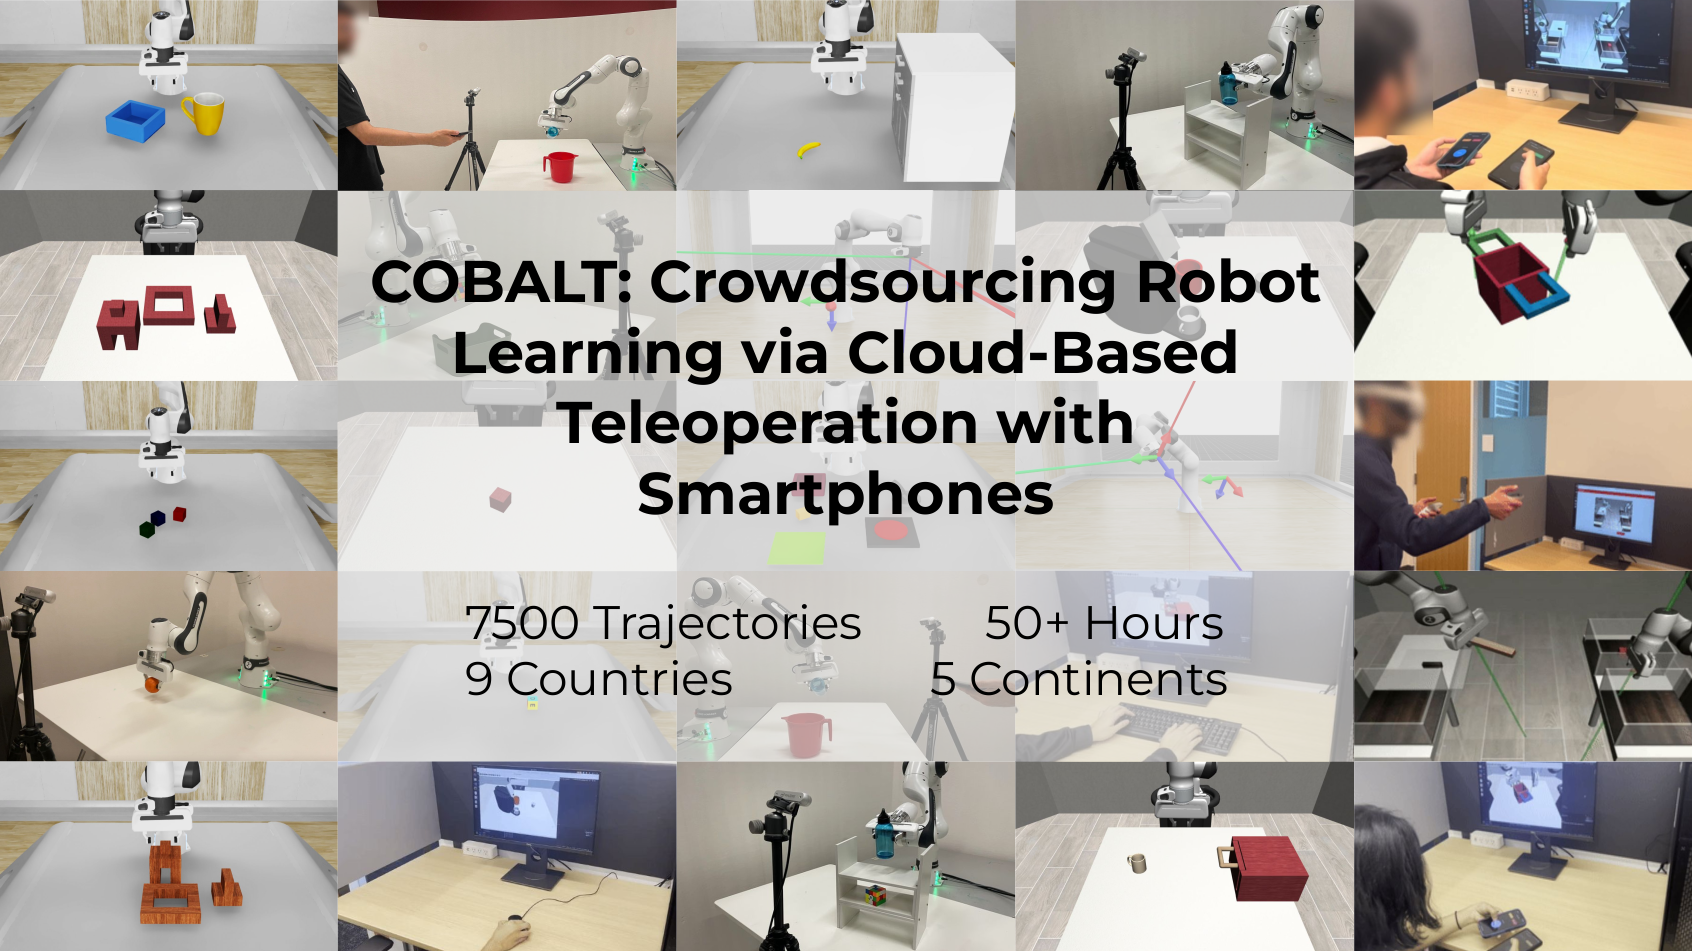 COBALT: Crowdsourcing Robot
Learning via Cloud-Based
Teleoperation with
Smartphones
7500 Trajectories 50+ Hours
9 Countries 5 Continents